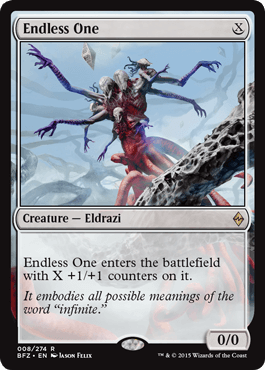 Endless One X
Creature — Eldrazi
Endless One enters the battlefield
with X +1/+1 counters on it.
It embodies all possible meanings of the
word “infinite.”
0/0
008/274 R
BFZ • EN Jason Felix
™ & © 2015 Wizards of the Coast